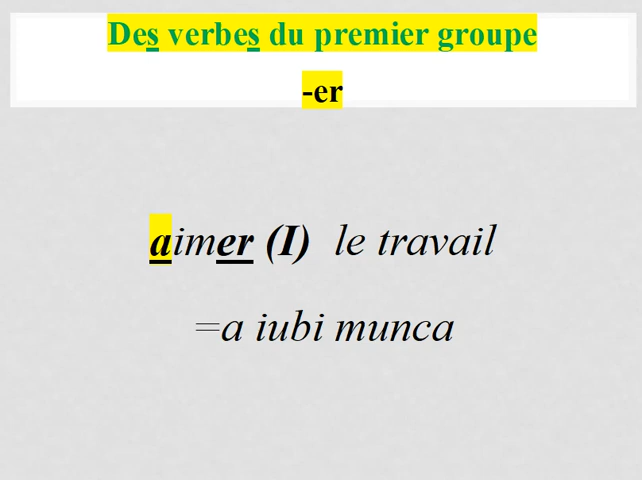 Des verbes du premier groupe
-er
aimer (I) le travail
=a iubi munca